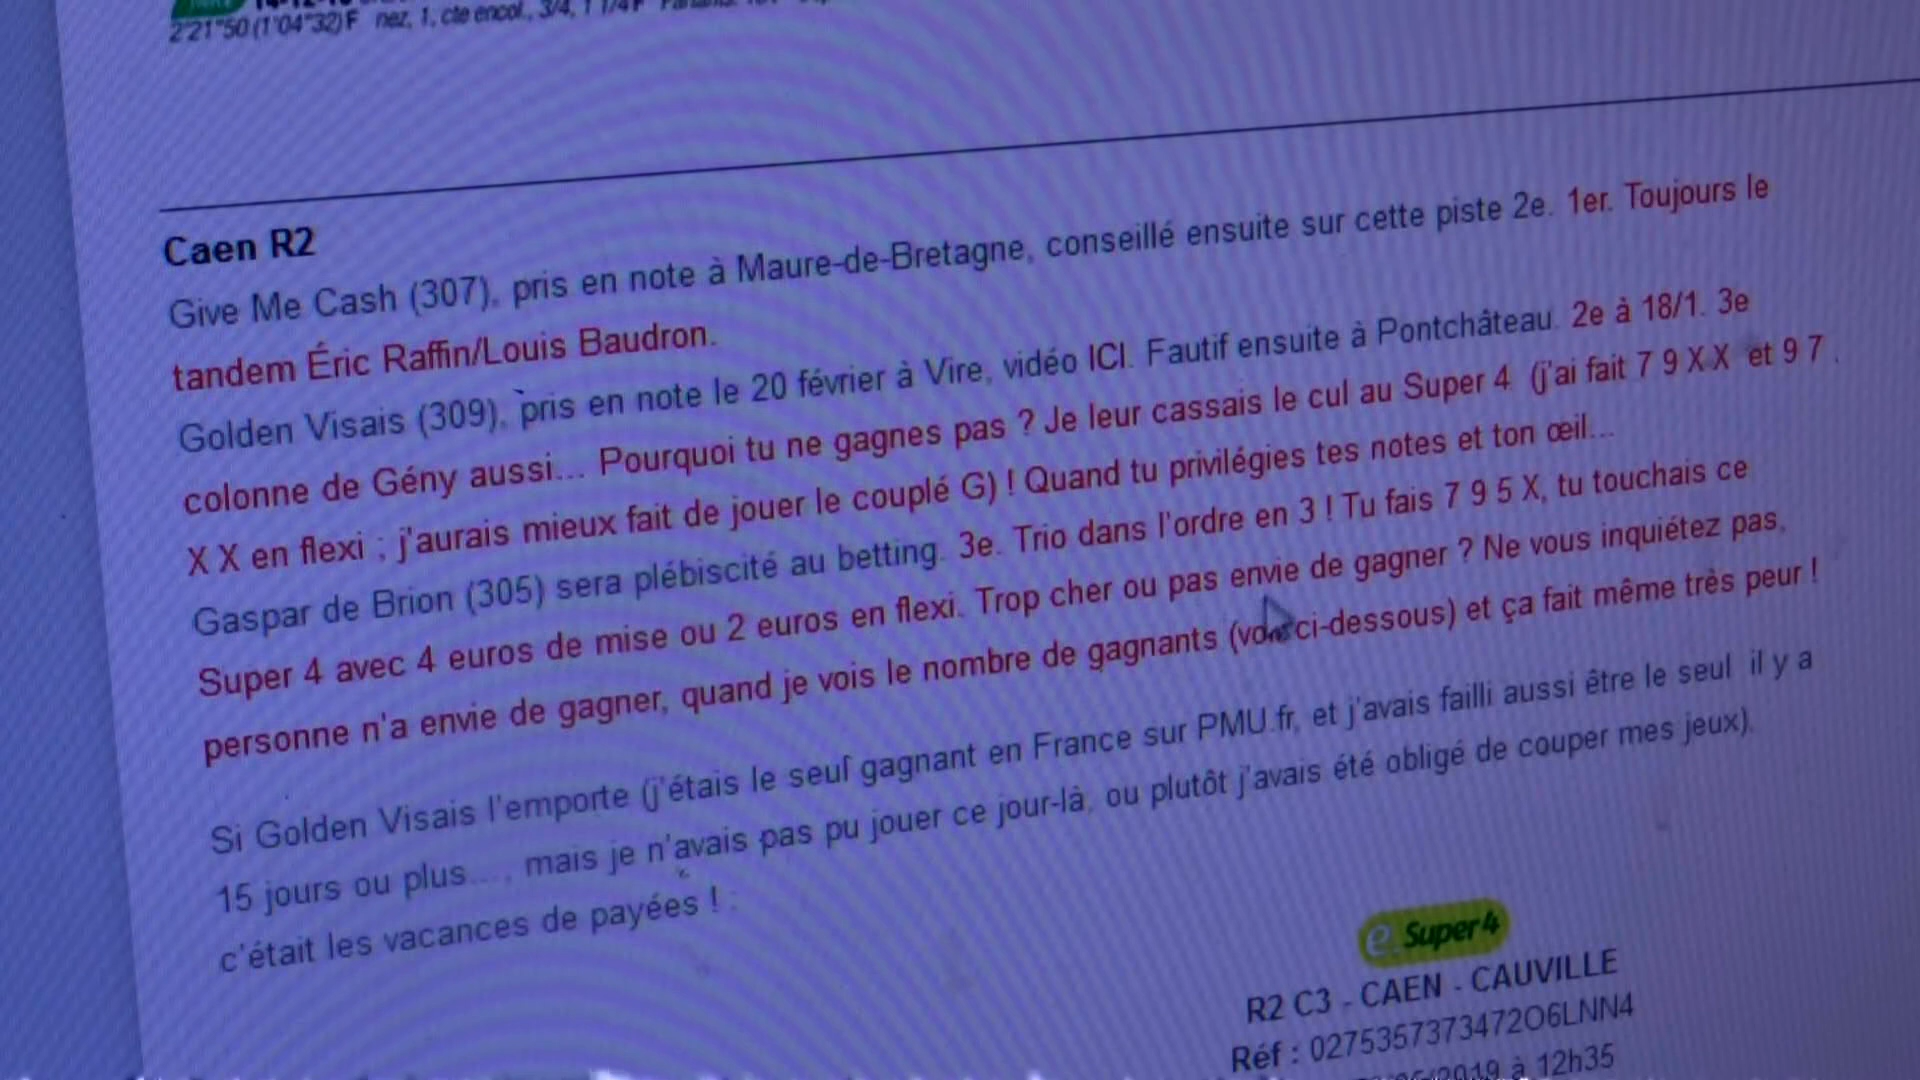 2'21"50 (1'04"32) F nez, 1, cte encol., 3/4, 1 1/4 F
Caen R2
Give Me Cash (307), pris en note à Maure-de-Bretagne, conseillé ensuite sur cette piste 2e. 1er. Toujours le
tandem Éric Raffin/Louis Baudron.
Golden Visais (309), pris en note le 20 février à Vire, vidéo ICI. Fautif ensuite à Pontchâteau. 2e à 18/1. 3e
colonne de Gény aussi... Pourquoi tu ne gagnes pas ? Je leur cassais le cul au Super 4 (j'ai fait 7 9 X X et 9 7
X X en flexi ; j'aurais mieux fait de jouer le couplé G) ! Quand tu privilégies tes notes et ton œil...
Gaspar de Brion (305) sera plébiscité au betting. 3e. Trio dans l'ordre en 3 ! Tu fais 7 9 5 X, tu touchais ce
Super 4 avec 4 euros de mise ou 2 euros en flexi. Trop cher ou pas envie de gagner ? Ne vous inquiétez pas,
personne n'a envie de gagner, quand je vois le nombre de gagnants (voir ci-dessous) et ça fait même très peur !
Si Golden Visais l'emporte (j'étais le seul gagnant en France sur PMU.fr, et j'avais failli aussi être le seul il y a
15 jours ou plus..., mais je n'avais pas pu jouer ce jour-là, ou plutôt j'avais été obligé de couper mes jeux),
c'était les vacances de payées !
e Super4
R2 C3 - CAEN - CAUVILLE
Réf : 0275357373472O6LNN4
2019 à 12h35